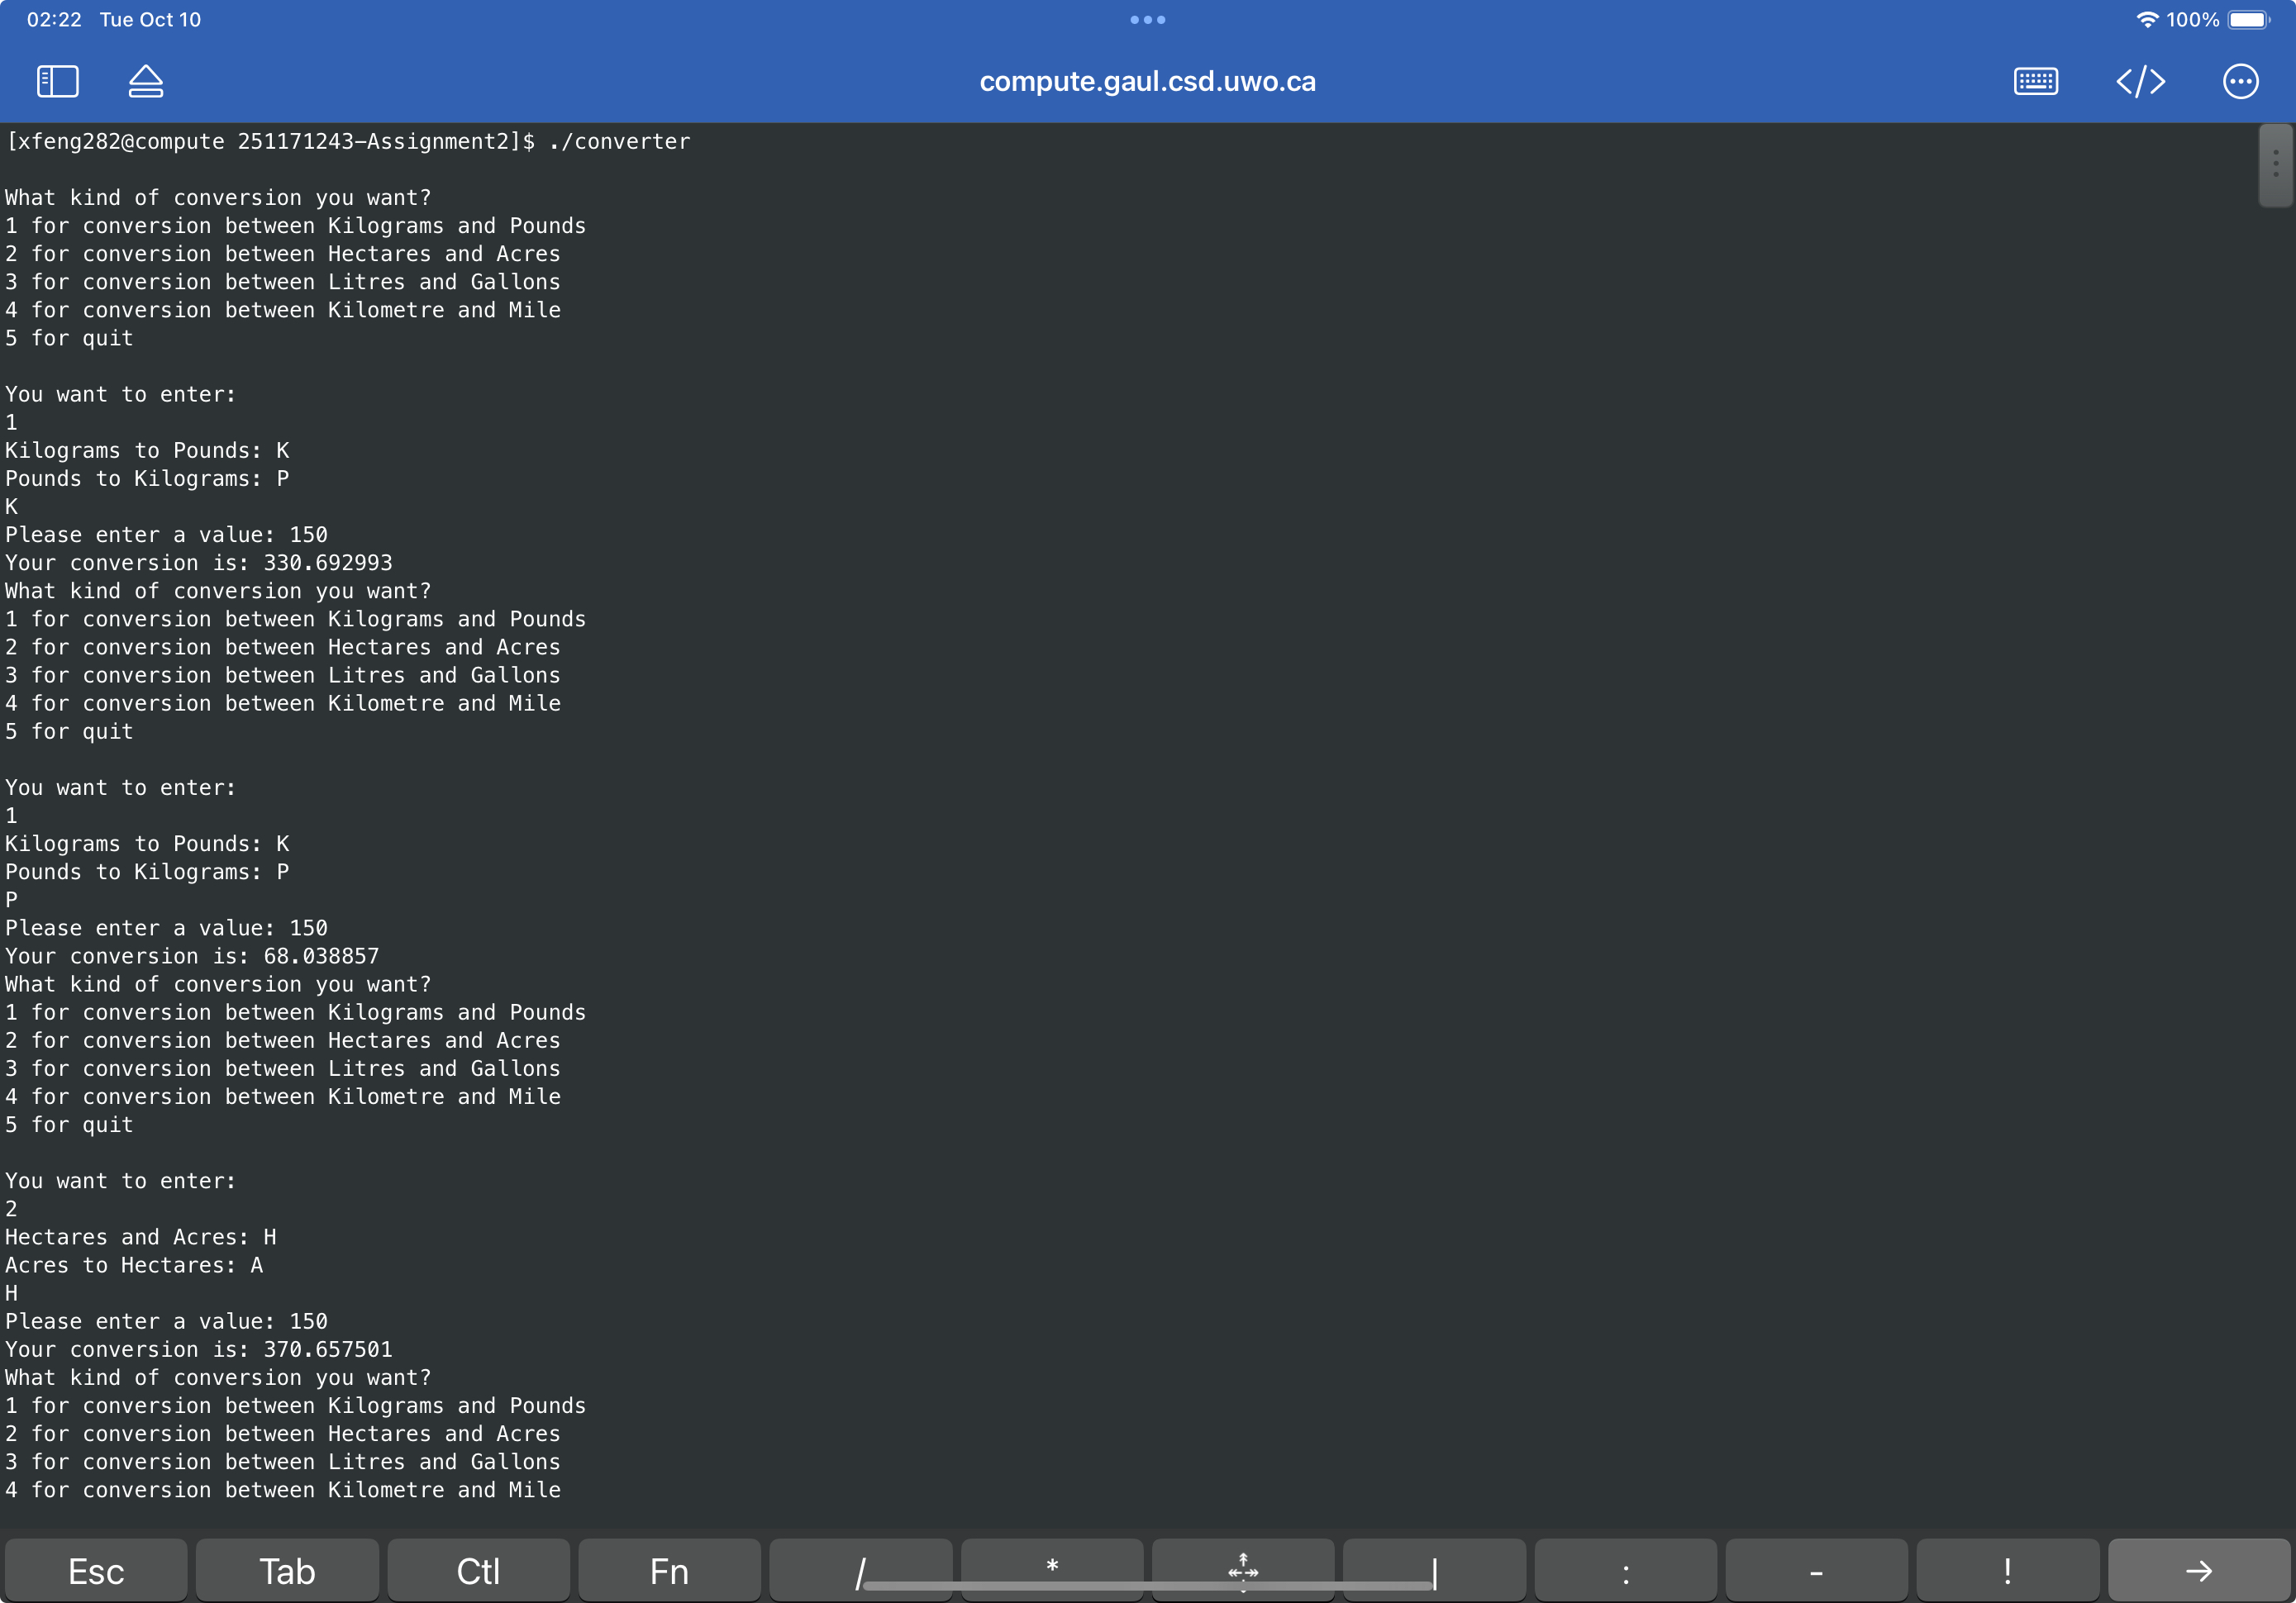 02:22 Tue Oct 10
100%
compute.gaul.csd.uwo.ca
[xfeng282@compute 251171243-Assignment2]$ ./converter
What kind of conversion you want?
1 for conversion between Kilograms and Pounds
2 for conversion between Hectares and Acres
3 for conversion between Litres and Gallons
4 for conversion between Kilometre and Mile
5 for quit
You want to enter:
1
Kilograms to Pounds: K
Pounds to Kilograms: P
K
Please enter a value: 150
Your conversion is: 330.692993
What kind of conversion you want?
1 for conversion between Kilograms and Pounds
2 for conversion between Hectares and Acres
3 for conversion between Litres and Gallons
4 for conversion between Kilometre and Mile
5 for quit
You want to enter:
1
Kilograms to Pounds: K
Pounds to Kilograms: P
P
Please enter a value: 150
Your conversion is: 68.038857
What kind of conversion you want?
1 for conversion between Kilograms and Pounds
2 for conversion between Hectares and Acres
3 for conversion between Litres and Gallons
4 for conversion between Kilometre and Mile
5 for quit
You want to enter:
2
Hectares and Acres: H
Acres to Hectares: A
H
Please enter a value: 150
Your conversion is: 370.657501
What kind of conversion you want?
1 for conversion between Kilograms and Pounds
2 for conversion between Hectares and Acres
3 for conversion between Litres and Gallons
4 for conversion between Kilometre and Mile
Esc Tab Ctl Fn / * | : - ! →